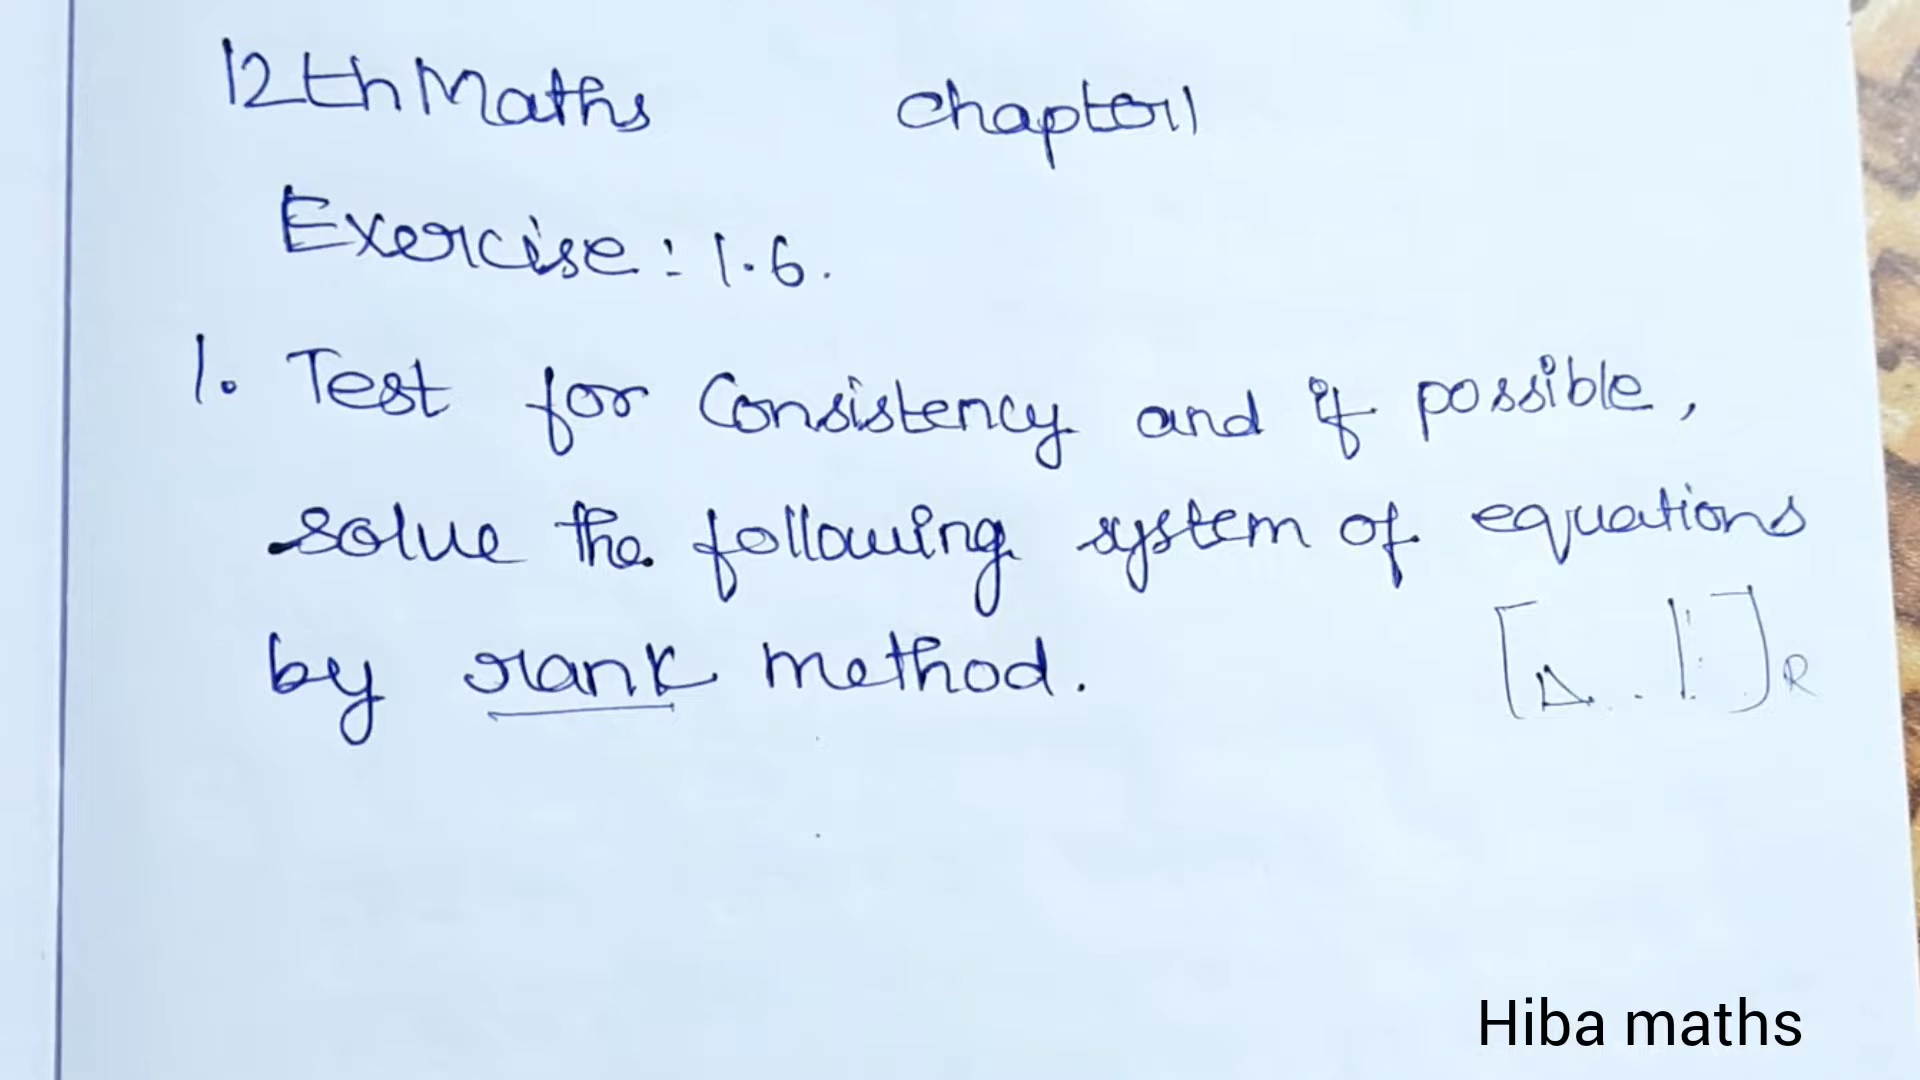 12th Maths chapter 1
Exercise : 1.6.
1. Test for Consistency and if possible,
solve the following system of equations
by rank method.
Hiba maths